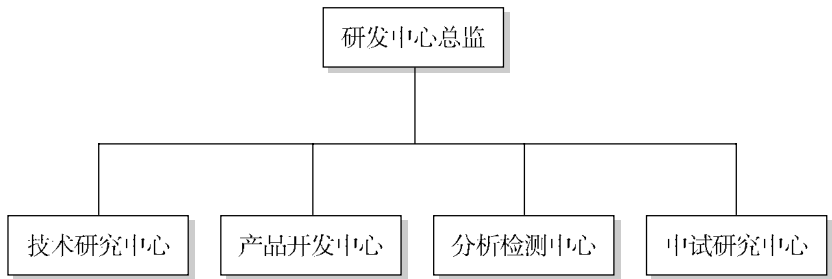 研发中心总监
技术研究中心
产品开发中心
分析检测中心
中试研究中心